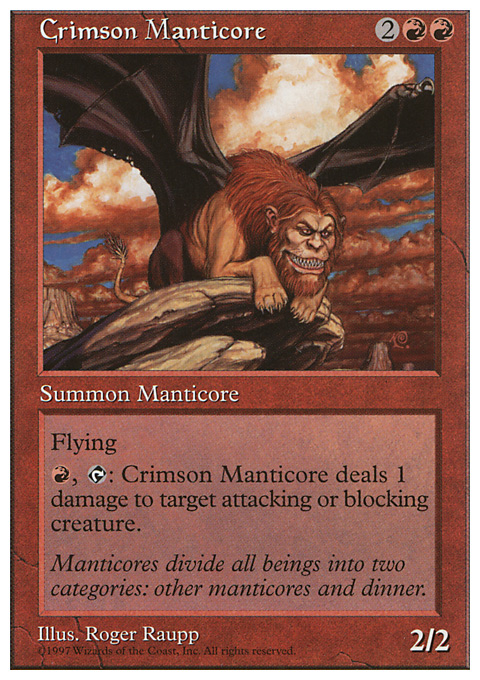 Crimson Manticore 2
Summon Manticore
Flying
, : Crimson Manticore deals 1
damage to target attacking or blocking
creature.
Manticores divide all beings into two
categories: other manticores and dinner.
Illus. Roger Raupp
2/2
©1997 Wizards of the Coast, Inc. All rights reserved.